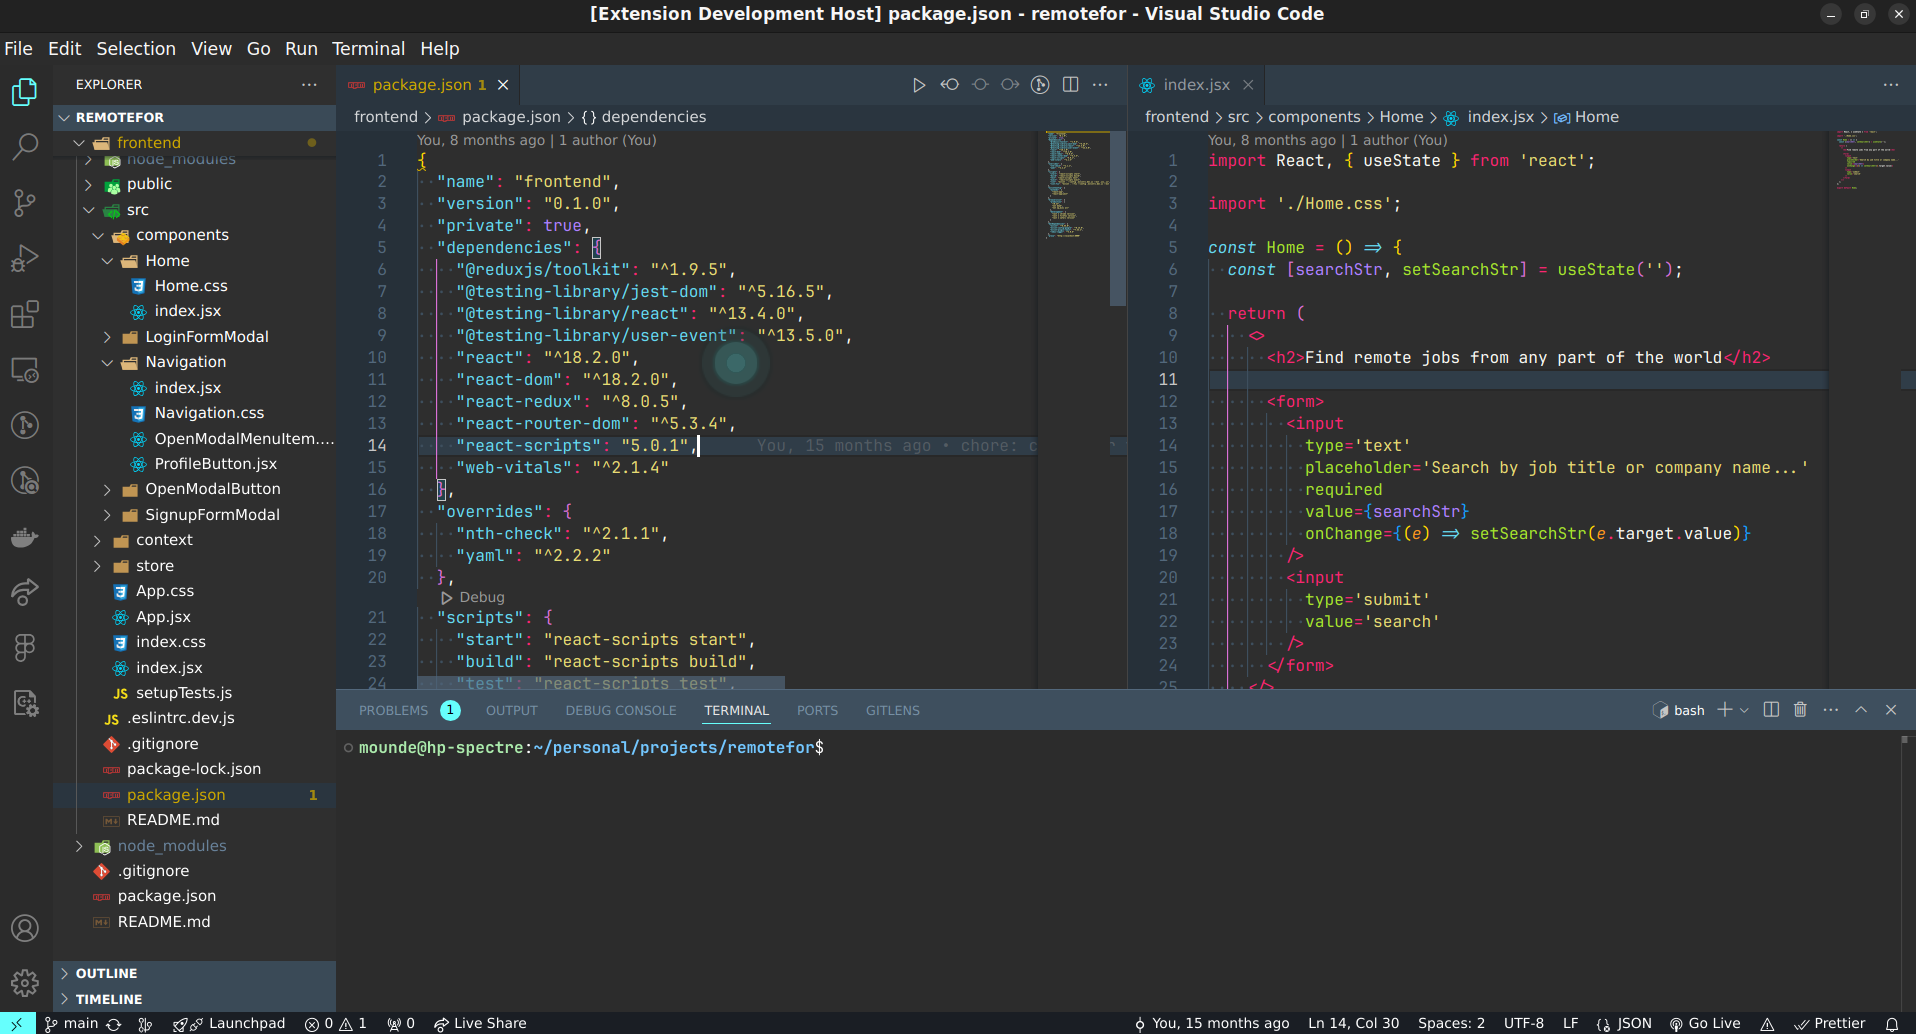 [Extension Development Host] package.json - remotefor - Visual Studio Code
File Edit Selection View Go Run Terminal Help
EXPLORER
REMOTEFOR
frontend
node_modules
public
src
components
Home
Home.css
index.jsx
LoginFormModal
Navigation
index.jsx
Navigation.css
OpenModalMenuItem....
ProfileButton.jsx
OpenModalButton
SignupFormModal
context
store
App.css
App.jsx
index.css
index.jsx
JS setupTests.js
JS .eslintrc.dev.js
.gitignore
package-lock.json
package.json 1
README.md
node_modules
.gitignore
package.json
README.md
OUTLINE
TIMELINE
package.json 1
frontend > package.json > {} dependencies
You, 8 months ago | 1 author (You)
1 {
2 "name": "frontend",
3 "version": "0.1.0",
4 "private": true,
5 "dependencies": {
6 "@reduxjs/toolkit": "^1.9.5",
7 "@testing-library/jest-dom": "^5.16.5",
8 "@testing-library/react": "^13.4.0",
9 "@testing-library/user-event": "^13.5.0",
10 "react": "^18.2.0",
11 "react-dom": "^18.2.0",
12 "react-redux": "^8.0.5",
13 "react-router-dom": "^5.3.4",
14 "react-scripts": "5.0.1", You, 15 months ago • chore: c
15 "web-vitals": "^2.1.4"
16 },
17 "overrides": {
18 "nth-check": "^2.1.1",
19 "yaml": "^2.2.2"
20 },
Debug
21 "scripts": {
22 "start": "react-scripts start",
23 "build": "react-scripts build",
24 "test": "react-scripts test",
index.jsx
frontend > src > components > Home > index.jsx > Home
You, 8 months ago | 1 author (You)
1 import React, { useState } from 'react';
2
3 import './Home.css';
4
5 const Home = () => {
6 const [searchStr, setSearchStr] = useState('');
7
8 return (
9 <>
10 <h2>Find remote jobs from any part of the world</h2>
11
12 <form>
13 <input
14 type='text'
15 placeholder='Search by job title or company name...'
16 required
17 value={searchStr}
18 onChange={(e) => setSearchStr(e.target.value)}
19 />
20 <input
21 type='submit'
22 value='search'
23 />
24 </form>
25 </>
PROBLEMS 1 OUTPUT DEBUG CONSOLE TERMINAL PORTS GITLENS
bash
mounde@hp-spectre:~/personal/projects/remotefor$
main Launchpad 0 1 0 Live Share
You, 15 months ago Ln 14, Col 30 Spaces: 2 UTF-8 LF {} JSON Go Live Prettier